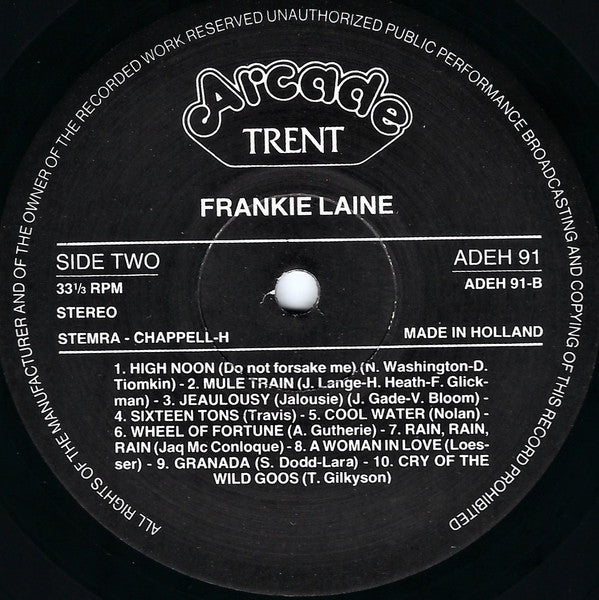 ALL RIGHTS OF THE MANUFACTURER AND OF THE OWNER OF THE RECORDED WORK RESERVED UNAUTHORIZED PUBLIC PERFORMANCE BROADCASTING AND COPYING OF THIS RECORD PROHIBITED
Arcade
TRENT
FRANKIE LAINE
SIDE TWO
ADEH 91
33 1/3 RPM
ADEH 91-B
STEREO
STEMRA - CHAPPELL-H
MADE IN HOLLAND
1. HIGH NOON (Do not forsake me) (N. Washington-D.
Tiomkin) - 2. MULE TRAIN (J. Lange-H. Heath-F. Glick-
man) - 3. JEAULOUSY (Jalousie) (J. Gade-V. Bloom) -
4. SIXTEEN TONS (Travis) - 5. COOL WATER (Nolan) -
6. WHEEL OF FORTUNE (A. Gutherie) - 7. RAIN, RAIN,
RAIN (Jaq Mc Conloque) - 8. A WOMAN IN LOVE (Loes-
ser) - 9. GRANADA (S. Dodd-Lara) - 10. CRY OF THE
WILD GOOS (T. Gilkyson)